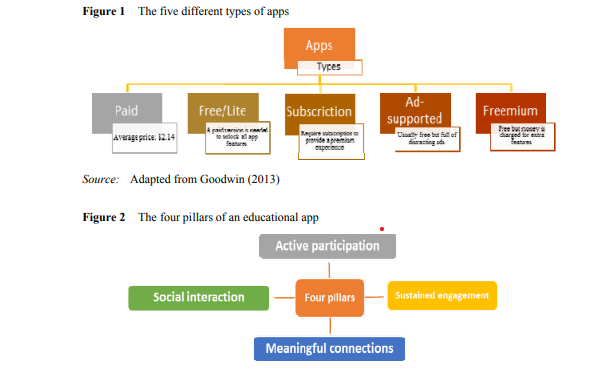 Figure 1 The five different types of apps
Apps
Types
Paid
Average price: $2.14
Free/Lite
A paid version is needed
to unlock all app
features
Subscriction
Require subscriptor to
provide a premium
experience
Ad-
supported
Usually free but full of
distracting ads
Freemium
Free but money is
charged for extra
features
Source: Adapted from Goodwin (2013)
Figure 2 The four pillars of an educational app
Active participation
Social interaction
Four pillars
Sustained engagement
Meaningful connections